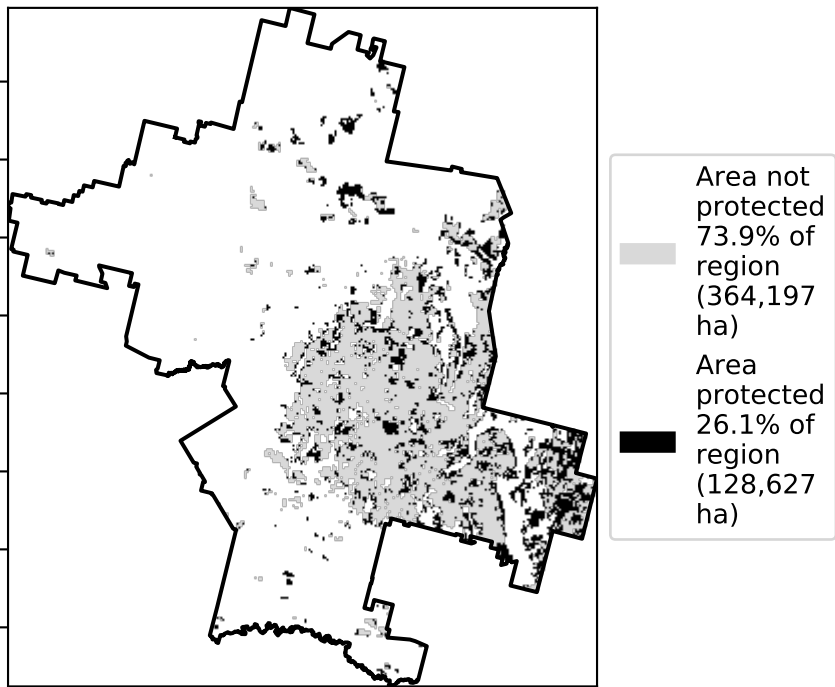 Area not
protected
73.9% of
region
(364,197
ha)
Area
protected
26.1% of
region
(128,627
ha)